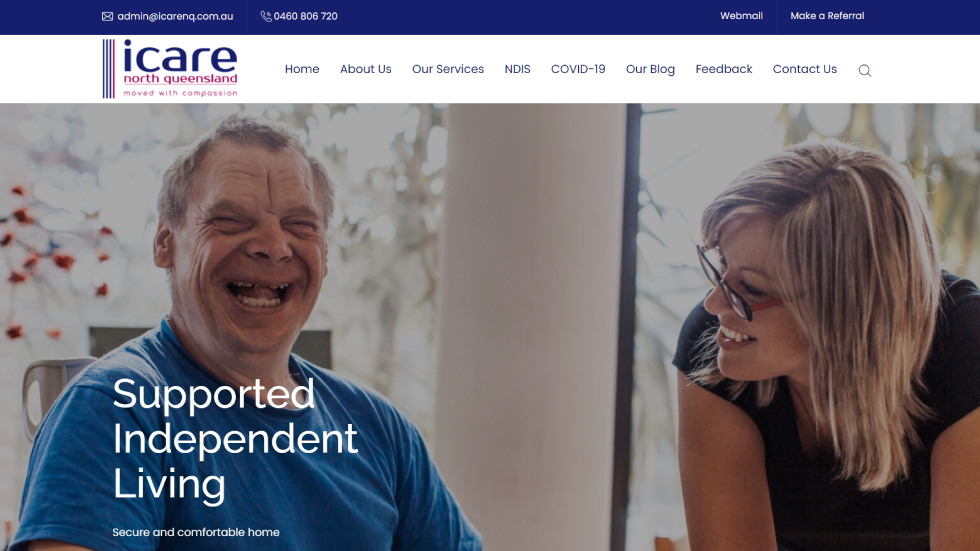 admin@icarenq.com.au
0460 806 720
Webmail
Make a Referral
icare
north queensland
moved with compassion
Home
About Us
Our Services
NDIS
COVID-19
Our Blog
Feedback
Contact Us
Supported
Independent
Living
Secure and comfortable home